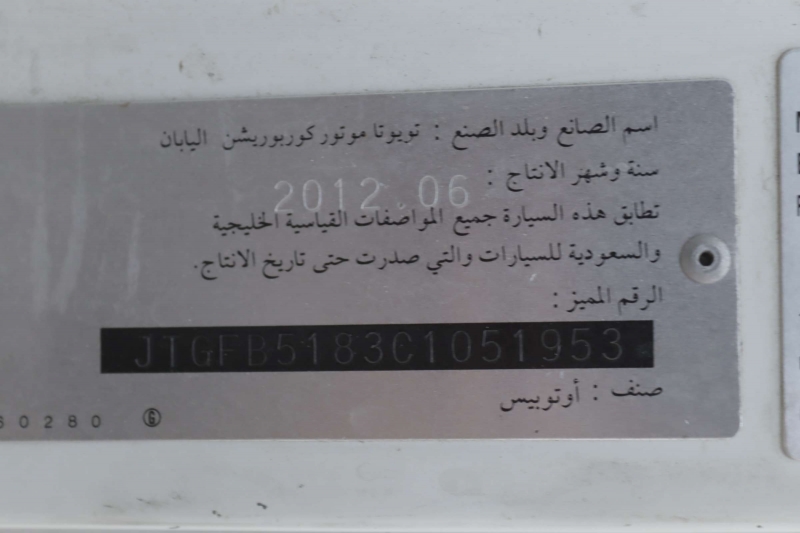 اسم الصانع وبلد الصنع : تويوتا موتور كوربوريشن اليابان
سنة وشهر الانتاج : 2012.06
تطابق هذه السيارة جميع المواصفات القياسية الخليجية
والسعودية للسيارات والتي صدرت حتى تاريخ الانتاج.
الرقم المميز :
JTGFB5183C1051953
صنف : أوتوبيس
80280 Ⓖ